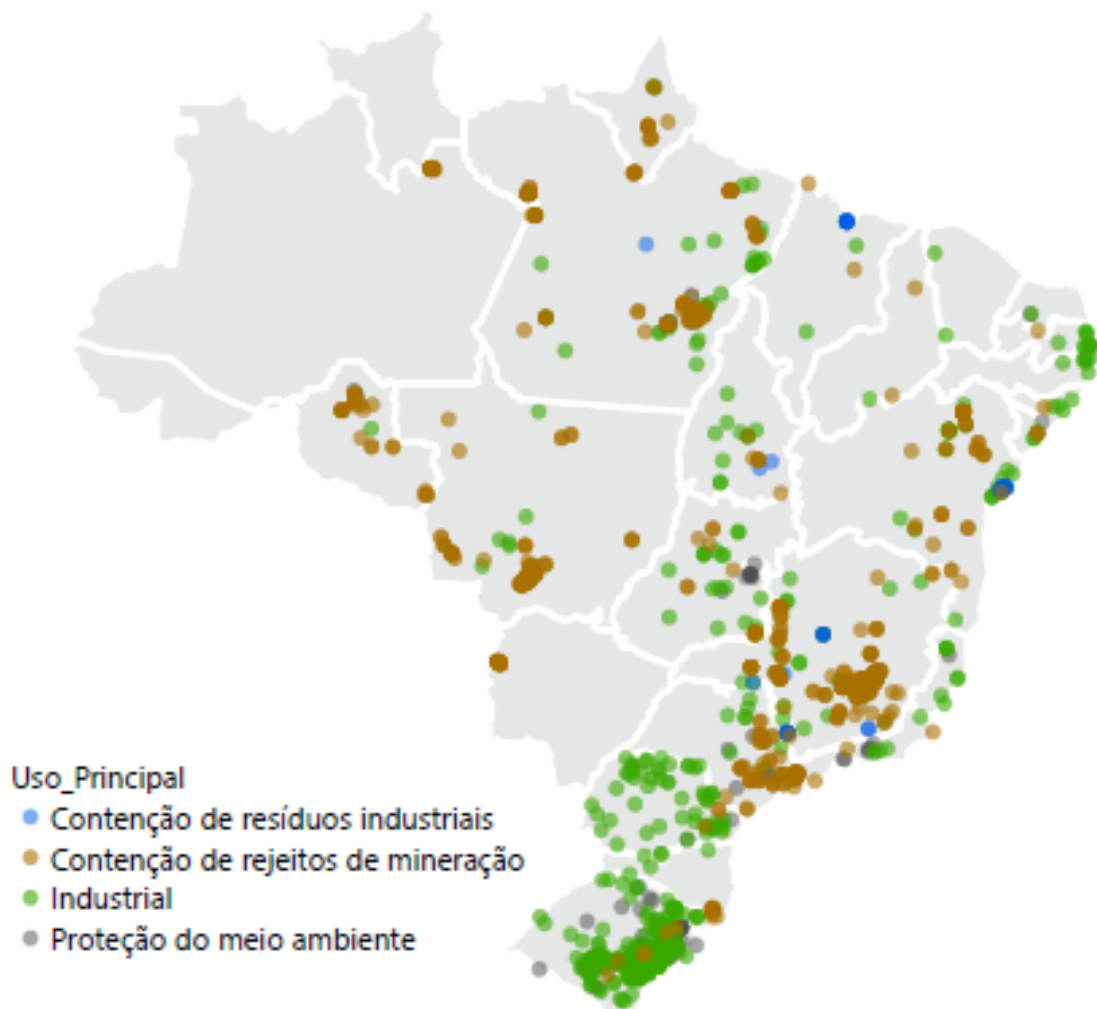 Uso_Principal
Contenção de resíduos industriais
Contenção de rejeitos de mineração
Industrial
Proteção do meio ambiente